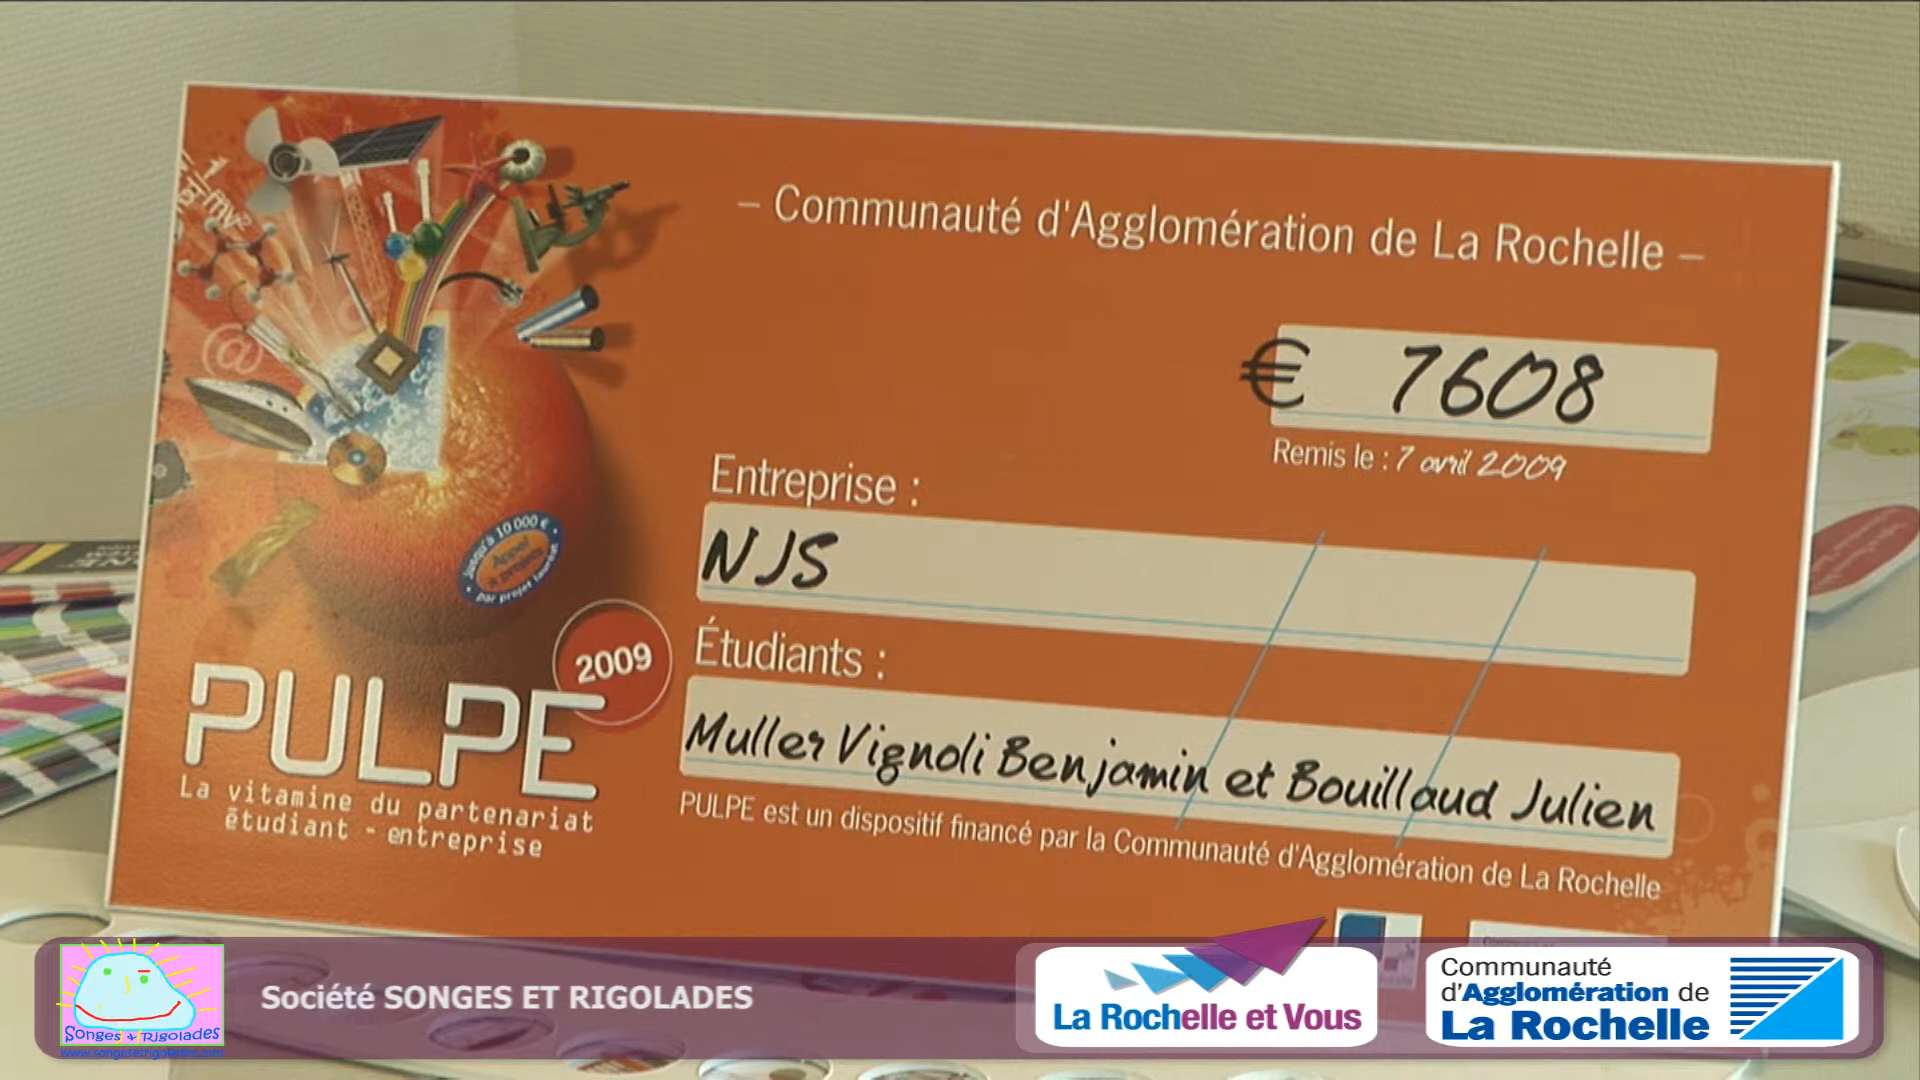 – Communauté d'Agglomération de La Rochelle –
€ 7608
Remis le : 7 avril 2009
Entreprise :
NJS
Étudiants :
Muller Vignoli Benjamin et Bouillaud Julien
PULPE est un dispositif financé par la Communauté d'Agglomération de La Rochelle
@
Jusqu'à 10 000 €
Appel
à projets
par projet lauréat
2009
PULPE
La vitamine du partenariat
étudiant - entreprise
Songes & Rigolades
Société SONGES ET RIGOLADES
La Rochelle et Vous
Communauté
d'Agglomération de
La Rochelle